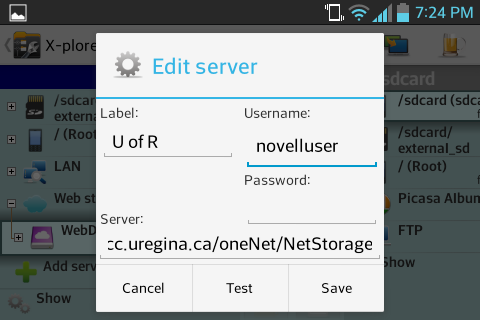 7:24 PM
X-plore
Edit server
Label:
Username:
U of R
novelluser
Password:
Server:
cc.uregina.ca/oneNet/NetStorage
Cancel
Test
Save
/sdcard
external
/ (Root)
LAN
Web st
WebD
Add serv
Show
sdcard
/sdcard (sdca
/sdcard/
external_sd
/ (Root)
Picasa Album
FTP
Show